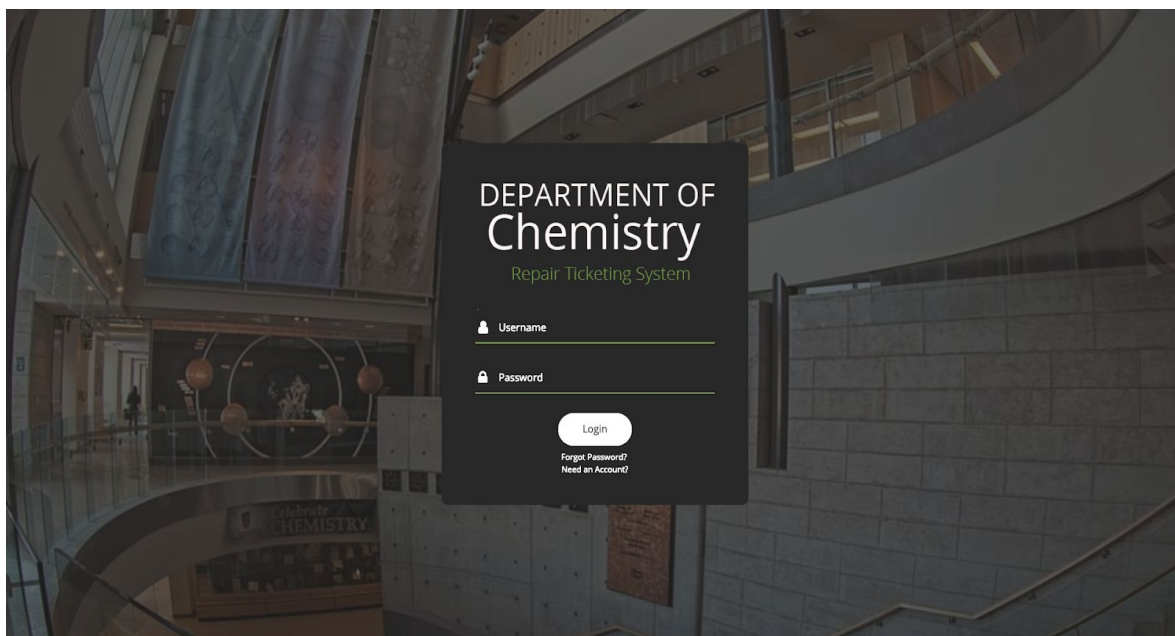 DEPARTMENT OF
Chemistry
Repair Ticketing System
Username
Password
Login
Forgot Password?
Need an Account?
Celebrate
CHEMISTRY